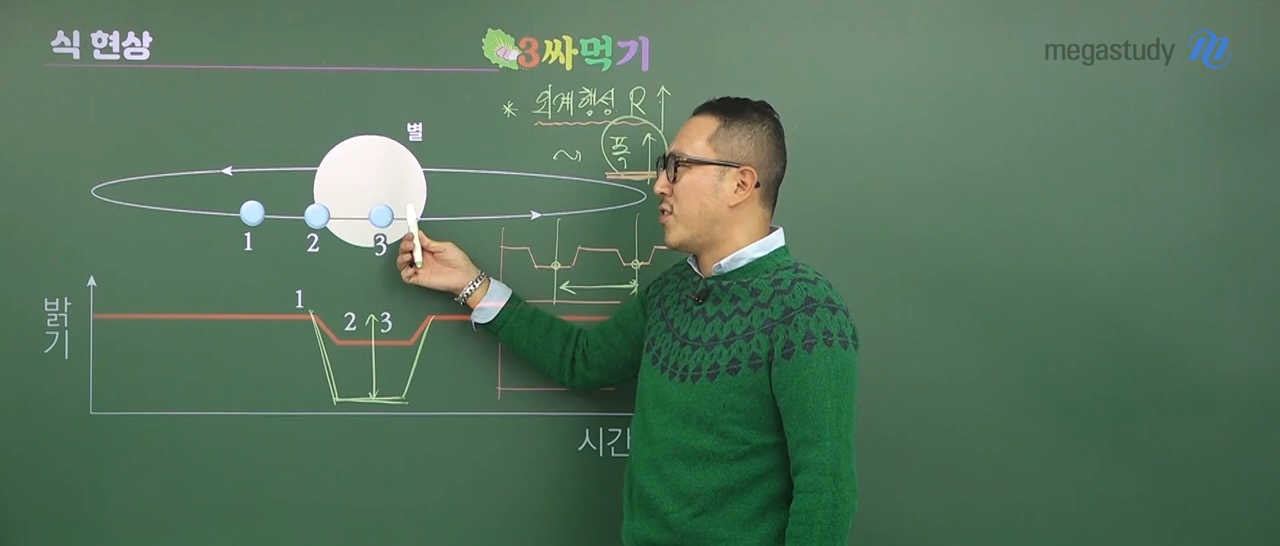 식 현상
3싸먹기
megastudy
* 외계행성 R ↑
~ 폭 ↑
별
1
2
3
밝기
1
2
3
시간